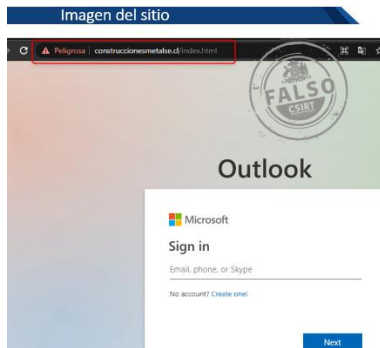 Imagen del sitio
Peligrosa | construccionesmetalse.cl/index.html
FALSO
CSIRT
Outlook
Microsoft
Sign in
Email, phone, or Skype
No account? Create one!
Next